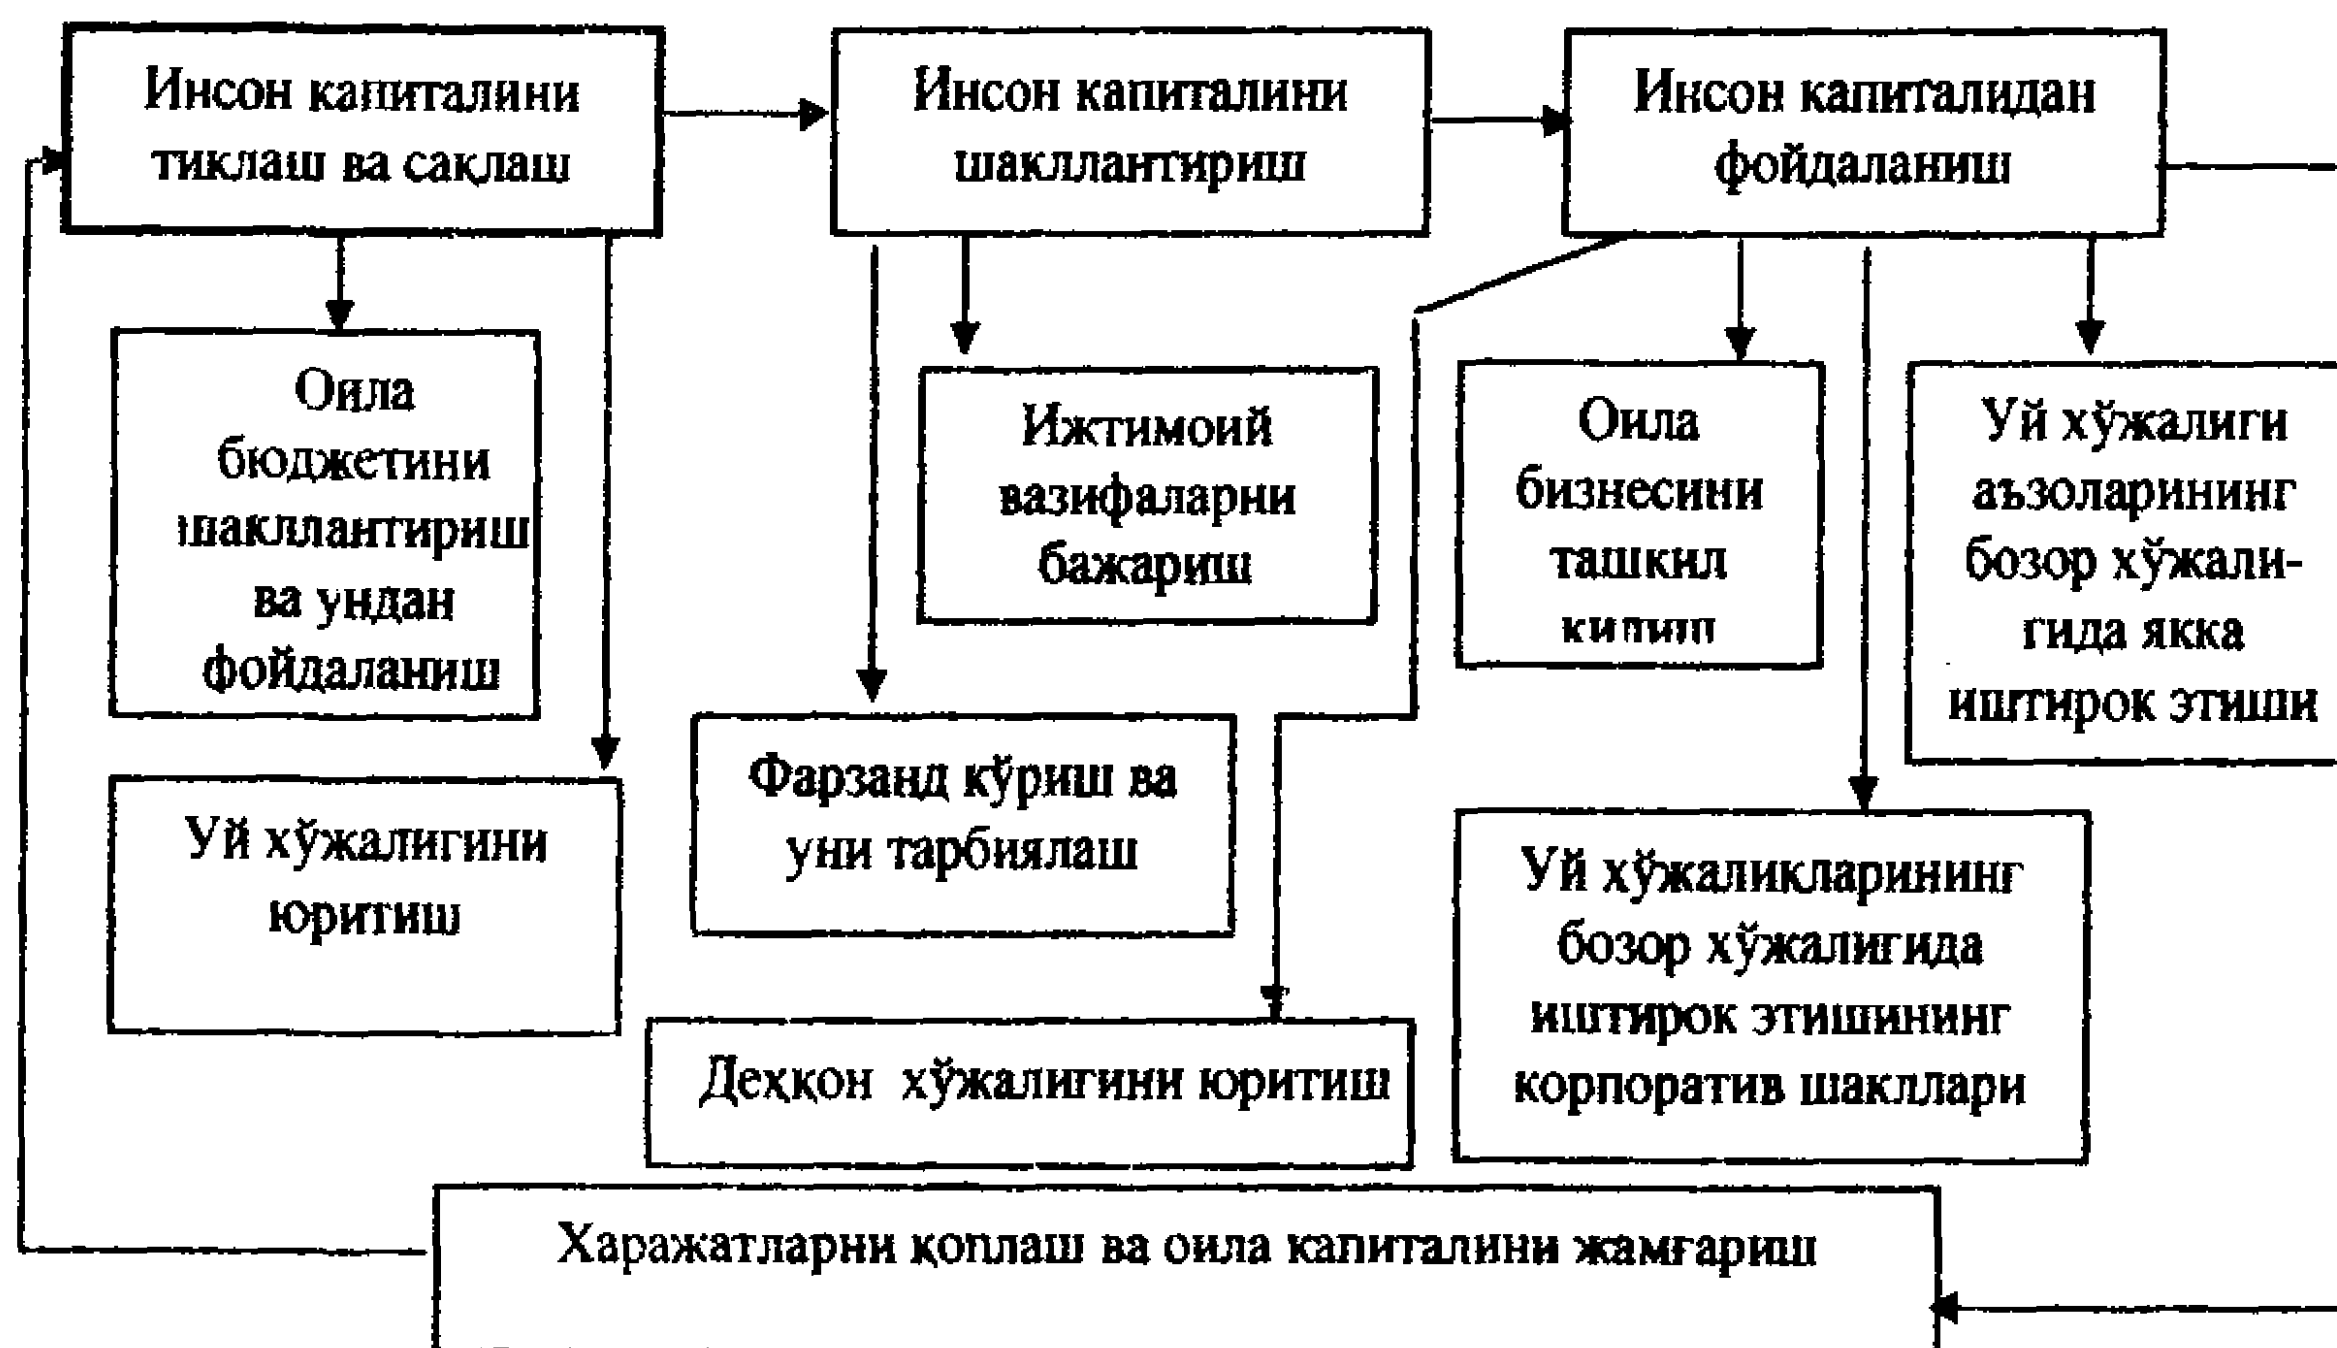 Инсон капиталини
тиклаш ва сақлаш
Инсон капиталини
шакллантириш
Инсон капиталидан
фойдаланиш
Оила
бюджетини
шакллантириш
ва ундан
фойдаланиш
Ижтимоий
вазифаларни
бажариш
Оила
бизнесини
ташкил
Уй хўжалиги
аъзоларининг
бозор хўжали-
гида якка
иштирок этиши
Фарзанд кўриш ва
уни тарбиялаш
Уй хўжалигини
юритиш
Уй хўжаликларининг
бозор хўжалигида
иштирок этишининг
корпоратив шакллари
Деҳқон хўжалигини юритиш
Харажатларни қоплаш ва оила капиталини жамғариш